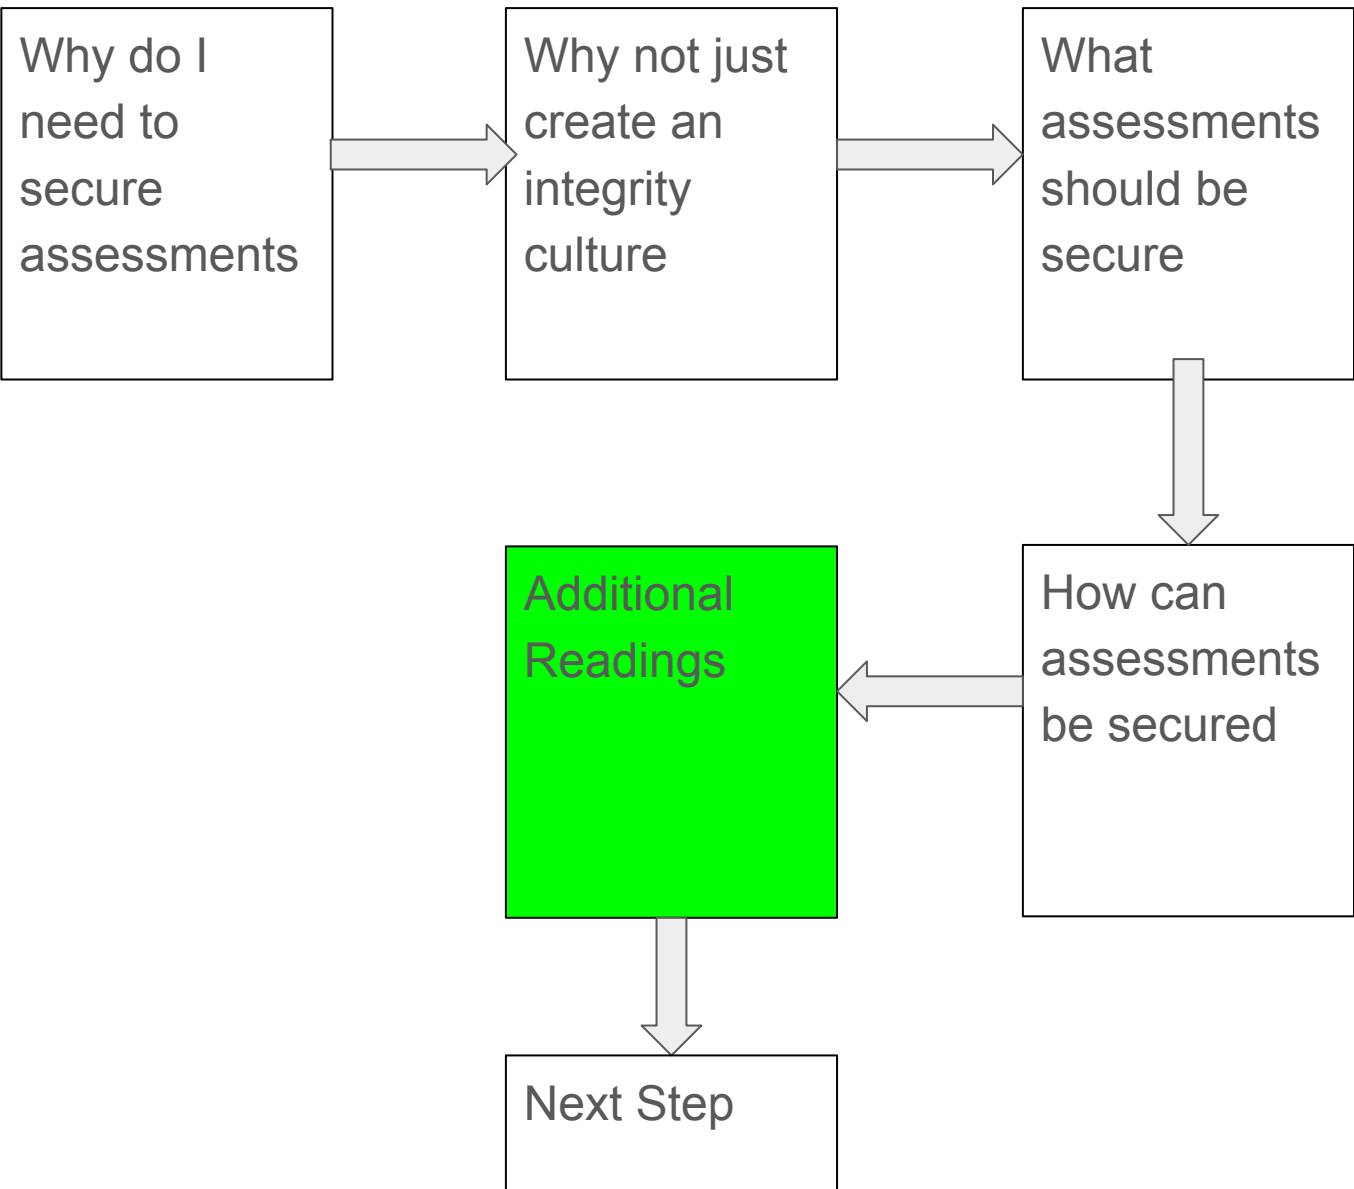 Why do I
need to
secure
assessments
Why not just
create an
integrity
culture
What
assessments
should be
secure
How can
assessments
be secured
Additional
Readings
Next Step